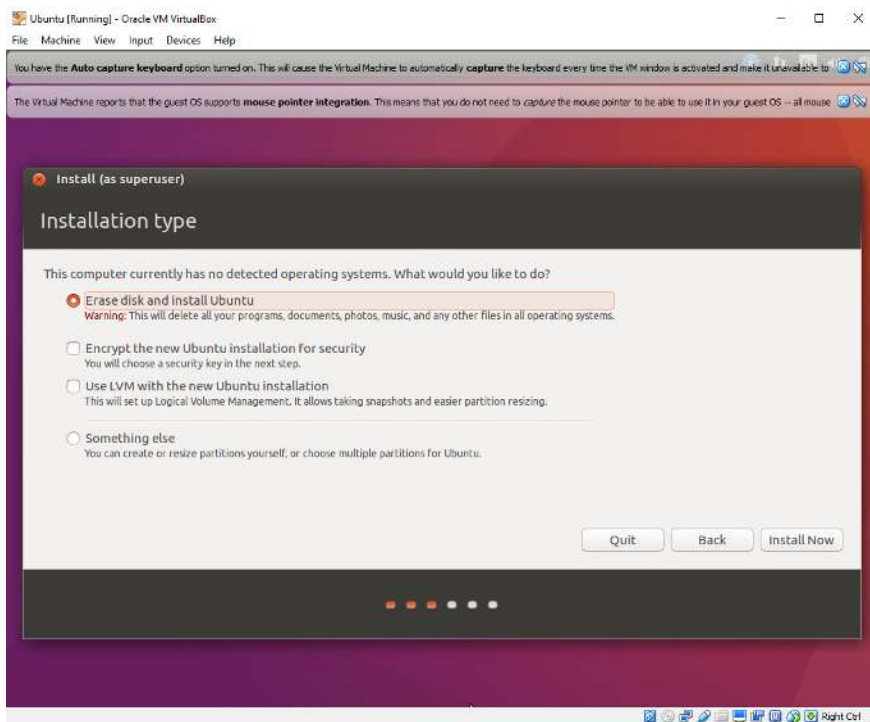 Ubuntu [Running] - Oracle VM VirtualBox
File Machine View Input Devices Help
You have the Auto capture keyboard option turned on. This will cause the Virtual Machine to automatically capture the keyboard every time the VM window is activated and make it unavailable to
The Virtual Machine reports that the guest OS supports mouse pointer integration. This means that you do not need to capture the mouse pointer to be able to use it in your guest OS -- all mouse
Install (as superuser)
Installation type
This computer currently has no detected operating systems. What would you like to do?
Erase disk and install Ubuntu
Warning: This will delete all your programs, documents, photos, music, and any other files in all operating systems.
Encrypt the new Ubuntu installation for security
You will choose a security key in the next step.
Use LVM with the new Ubuntu installation
This will set up Logical Volume Management. It allows taking snapshots and easier partition resizing.
Something else
You can create or resize partitions yourself, or choose multiple partitions for Ubuntu.
Quit Back Install Now
Right Ctrl